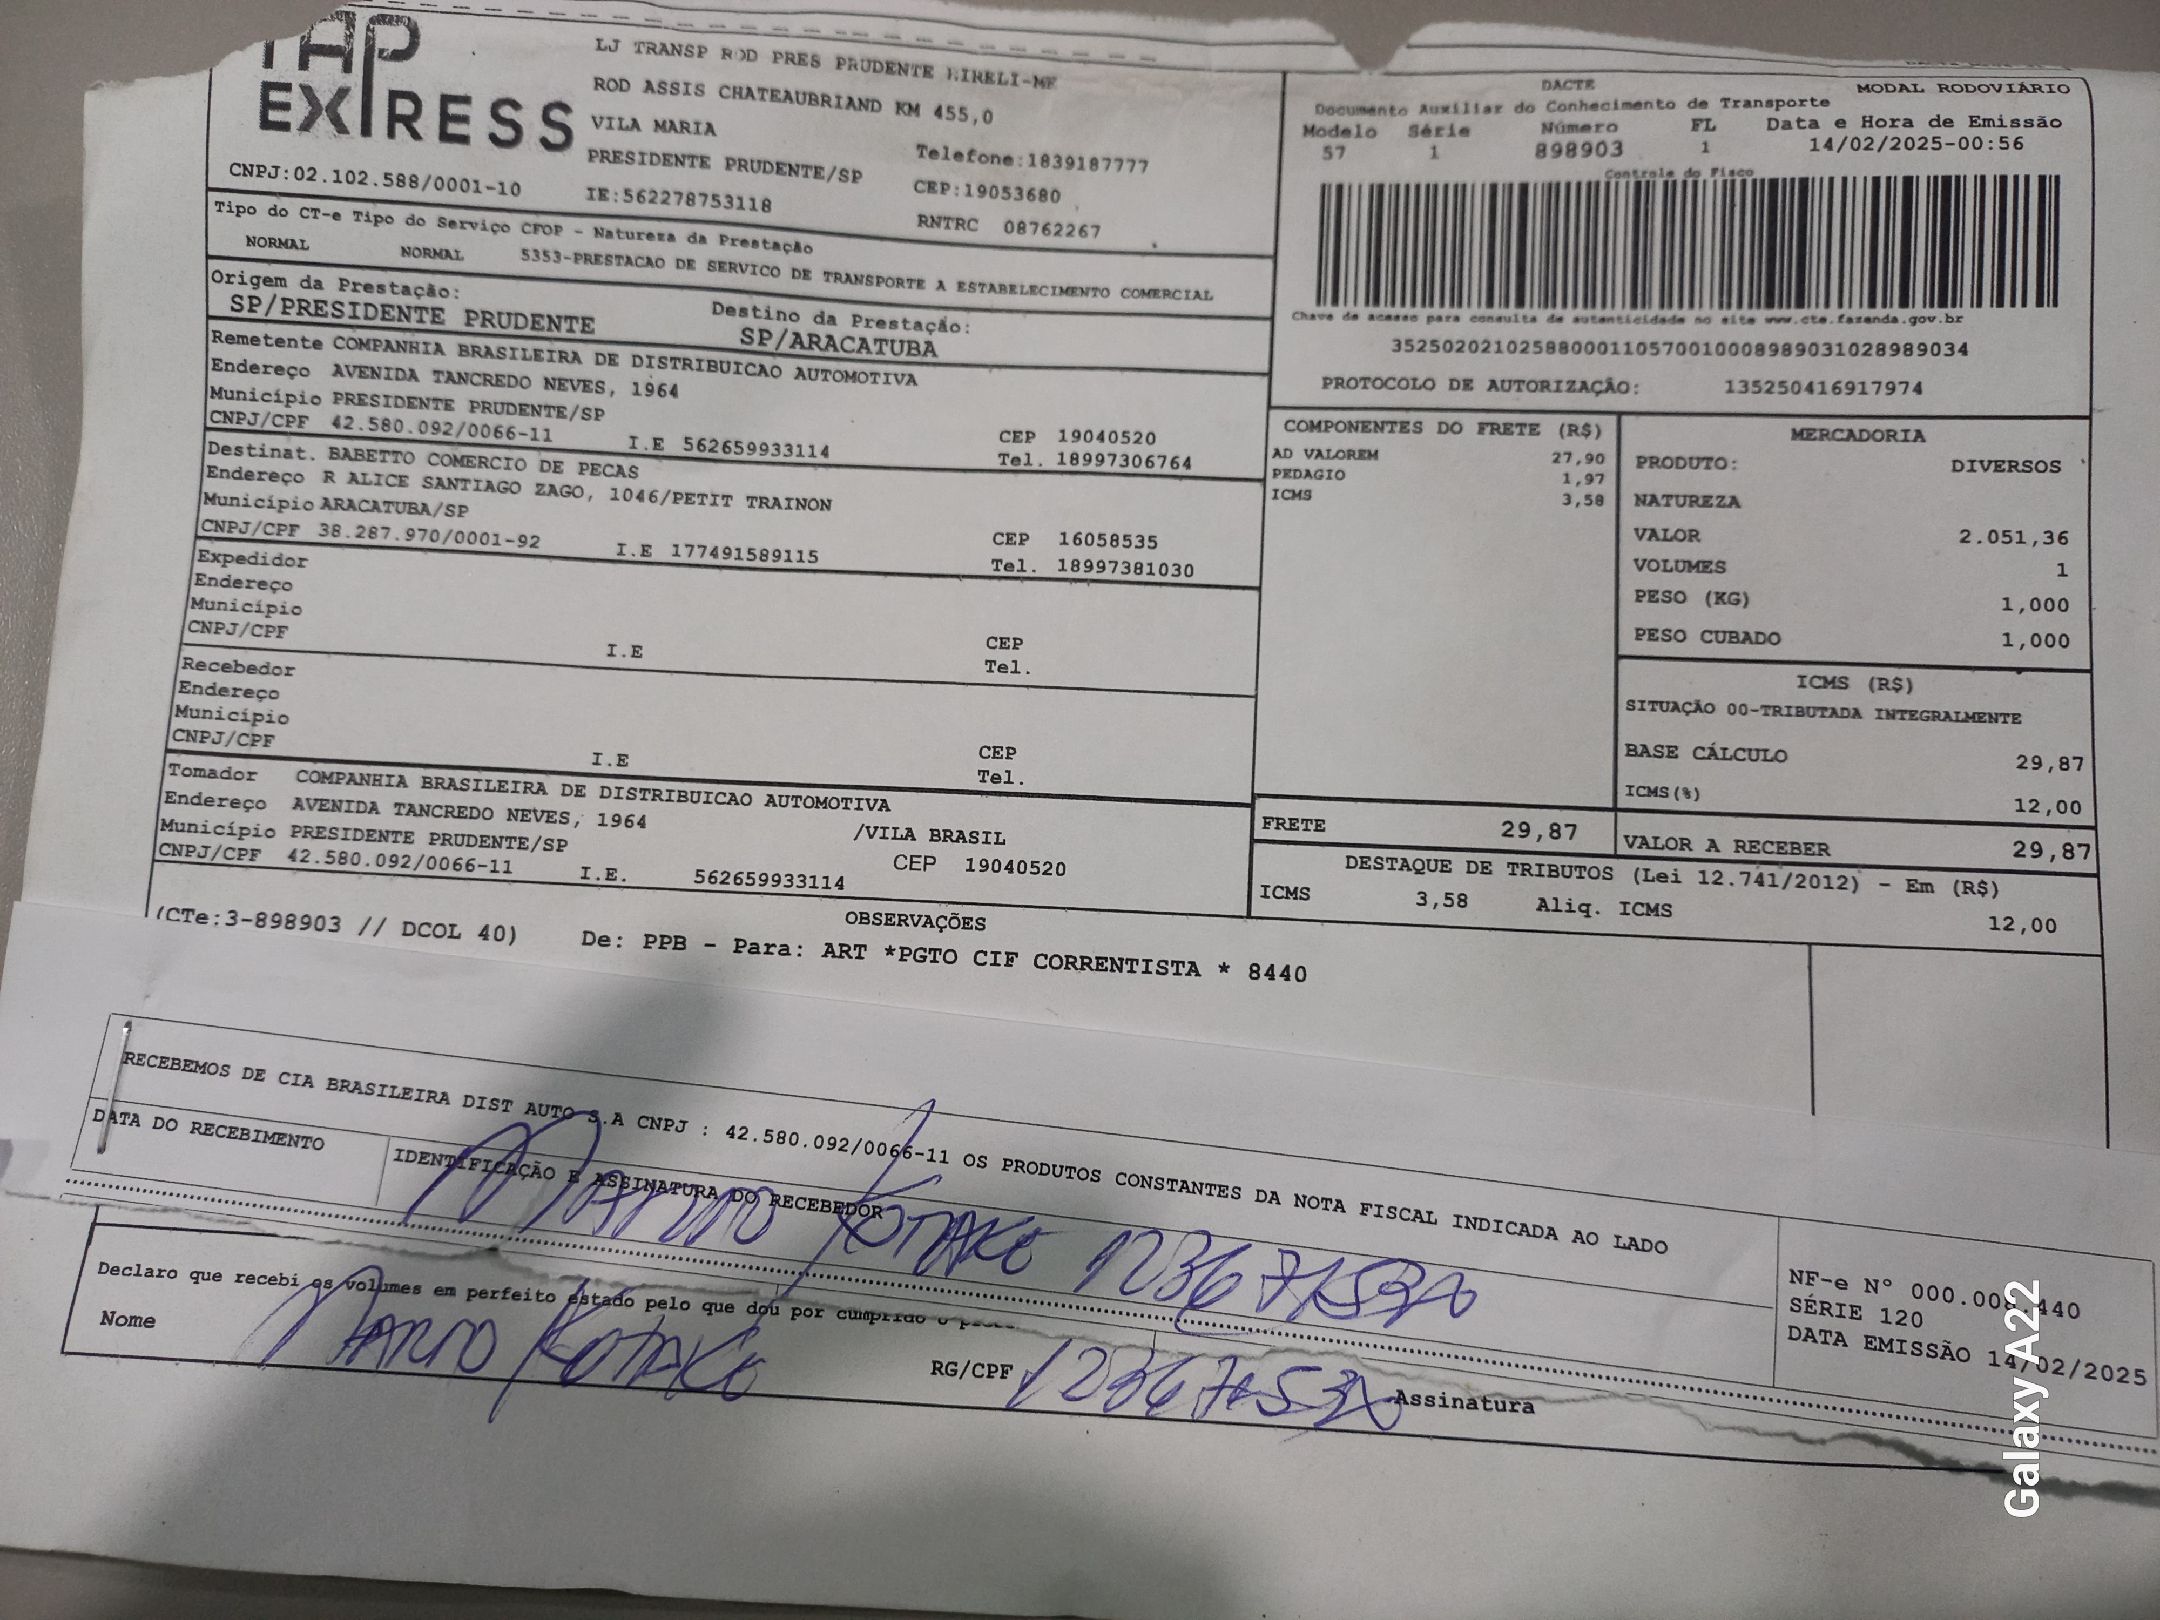 TAP
EXPRESS
CNPJ:02.102.588/0001-10
LJ TRANSP ROD PRES PRUDENTE EIRELI-ME
ROD ASSIS CHATEAUBRIAND KM 455,0
VILA MARIA
PRESIDENTE PRUDENTE/SP
IE:562278753118
Telefone:1839187777
CEP:19053680
RNTRC 08762267
DACTE
MODAL RODOVIÁRIO
Documento Auxiliar do Conhecimento de Transporte
Modelo Série Número FL Data e Hora de Emissão
57 1 898903 1 14/02/2025-00:56
Controle do Fisco
Chave de acesso para consulta de autenticidade no site www.cte.fazenda.gov.br
35250202102588000110570010008989031028989034
PROTOCOLO DE AUTORIZAÇÃO: 135250416917974
Tipo do CT-e Tipo do Serviço CFOP - Natureza da Prestação
NORMAL NORMAL 5353-PRESTACAO DE SERVICO DE TRANSPORTE A ESTABELECIMENTO COMERCIAL
Origem da Prestação: Destino da Prestação:
SP/PRESIDENTE PRUDENTE SP/ARACATUBA
Remetente COMPANHIA BRASILEIRA DE DISTRIBUICAO AUTOMOTIVA
Endereço AVENIDA TANCREDO NEVES, 1964
Município PRESIDENTE PRUDENTE/SP CEP 19040520
CNPJ/CPF 42.580.092/0066-11 I.E 562659933114 Tel. 18997306764
Destinat. BABETTO COMERCIO DE PECAS
Endereço R ALICE SANTIAGO ZAGO, 1046/PETIT TRAINON
Município ARACATUBA/SP CEP 16058535
CNPJ/CPF 38.287.970/0001-92 I.E 177491589115 Tel. 18997381030
Expedidor
Endereço
Município CEP
CNPJ/CPF I.E Tel.
Recebedor
Endereço
Município CEP
CNPJ/CPF I.E Tel.
Tomador COMPANHIA BRASILEIRA DE DISTRIBUICAO AUTOMOTIVA
Endereço AVENIDA TANCREDO NEVES, 1964 /VILA BRASIL
Município PRESIDENTE PRUDENTE/SP CEP 19040520
CNPJ/CPF 42.580.092/0066-11 I.E. 562659933114
COMPONENTES DO FRETE (R$)
AD VALOREM 27,90
PEDAGIO 1,97
ICMS 3,58
MERCADORIA
PRODUTO: DIVERSOS
NATUREZA
VALOR 2.051,36
VOLUMES 1
PESO (KG) 1,000
PESO CUBADO 1,000
ICMS (R$)
SITUAÇÃO 00-TRIBUTADA INTEGRALMENTE
BASE CÁLCULO 29,87
ICMS(%) 12,00
FRETE 29,87 VALOR A RECEBER 29,87
DESTAQUE DE TRIBUTOS (Lei 12.741/2012) - Em (R$)
ICMS 3,58 Aliq. ICMS 12,00
OBSERVAÇÕES
(CTe:3-898903 // DCOL 40) De: PPB - Para: ART *PGTO CIF CORRENTISTA * 8440
RECEBEMOS DE CIA BRASILEIRA DIST AUTO S.A CNPJ : 42.580.092/0066-11 OS PRODUTOS CONSTANTES DA NOTA FISCAL INDICADA AO LADO
DATA DO RECEBIMENTO IDENTIFICAÇÃO E ASSINATURA DO RECEBEDOR
NF-e N° 000.008.440
SÉRIE 120
DATA EMISSÃO 14/02/2025
Declaro que recebi os volumes em perfeito estado pelo que dou por cumprido o
Nome RG/CPF Assinatura
Galaxy A22